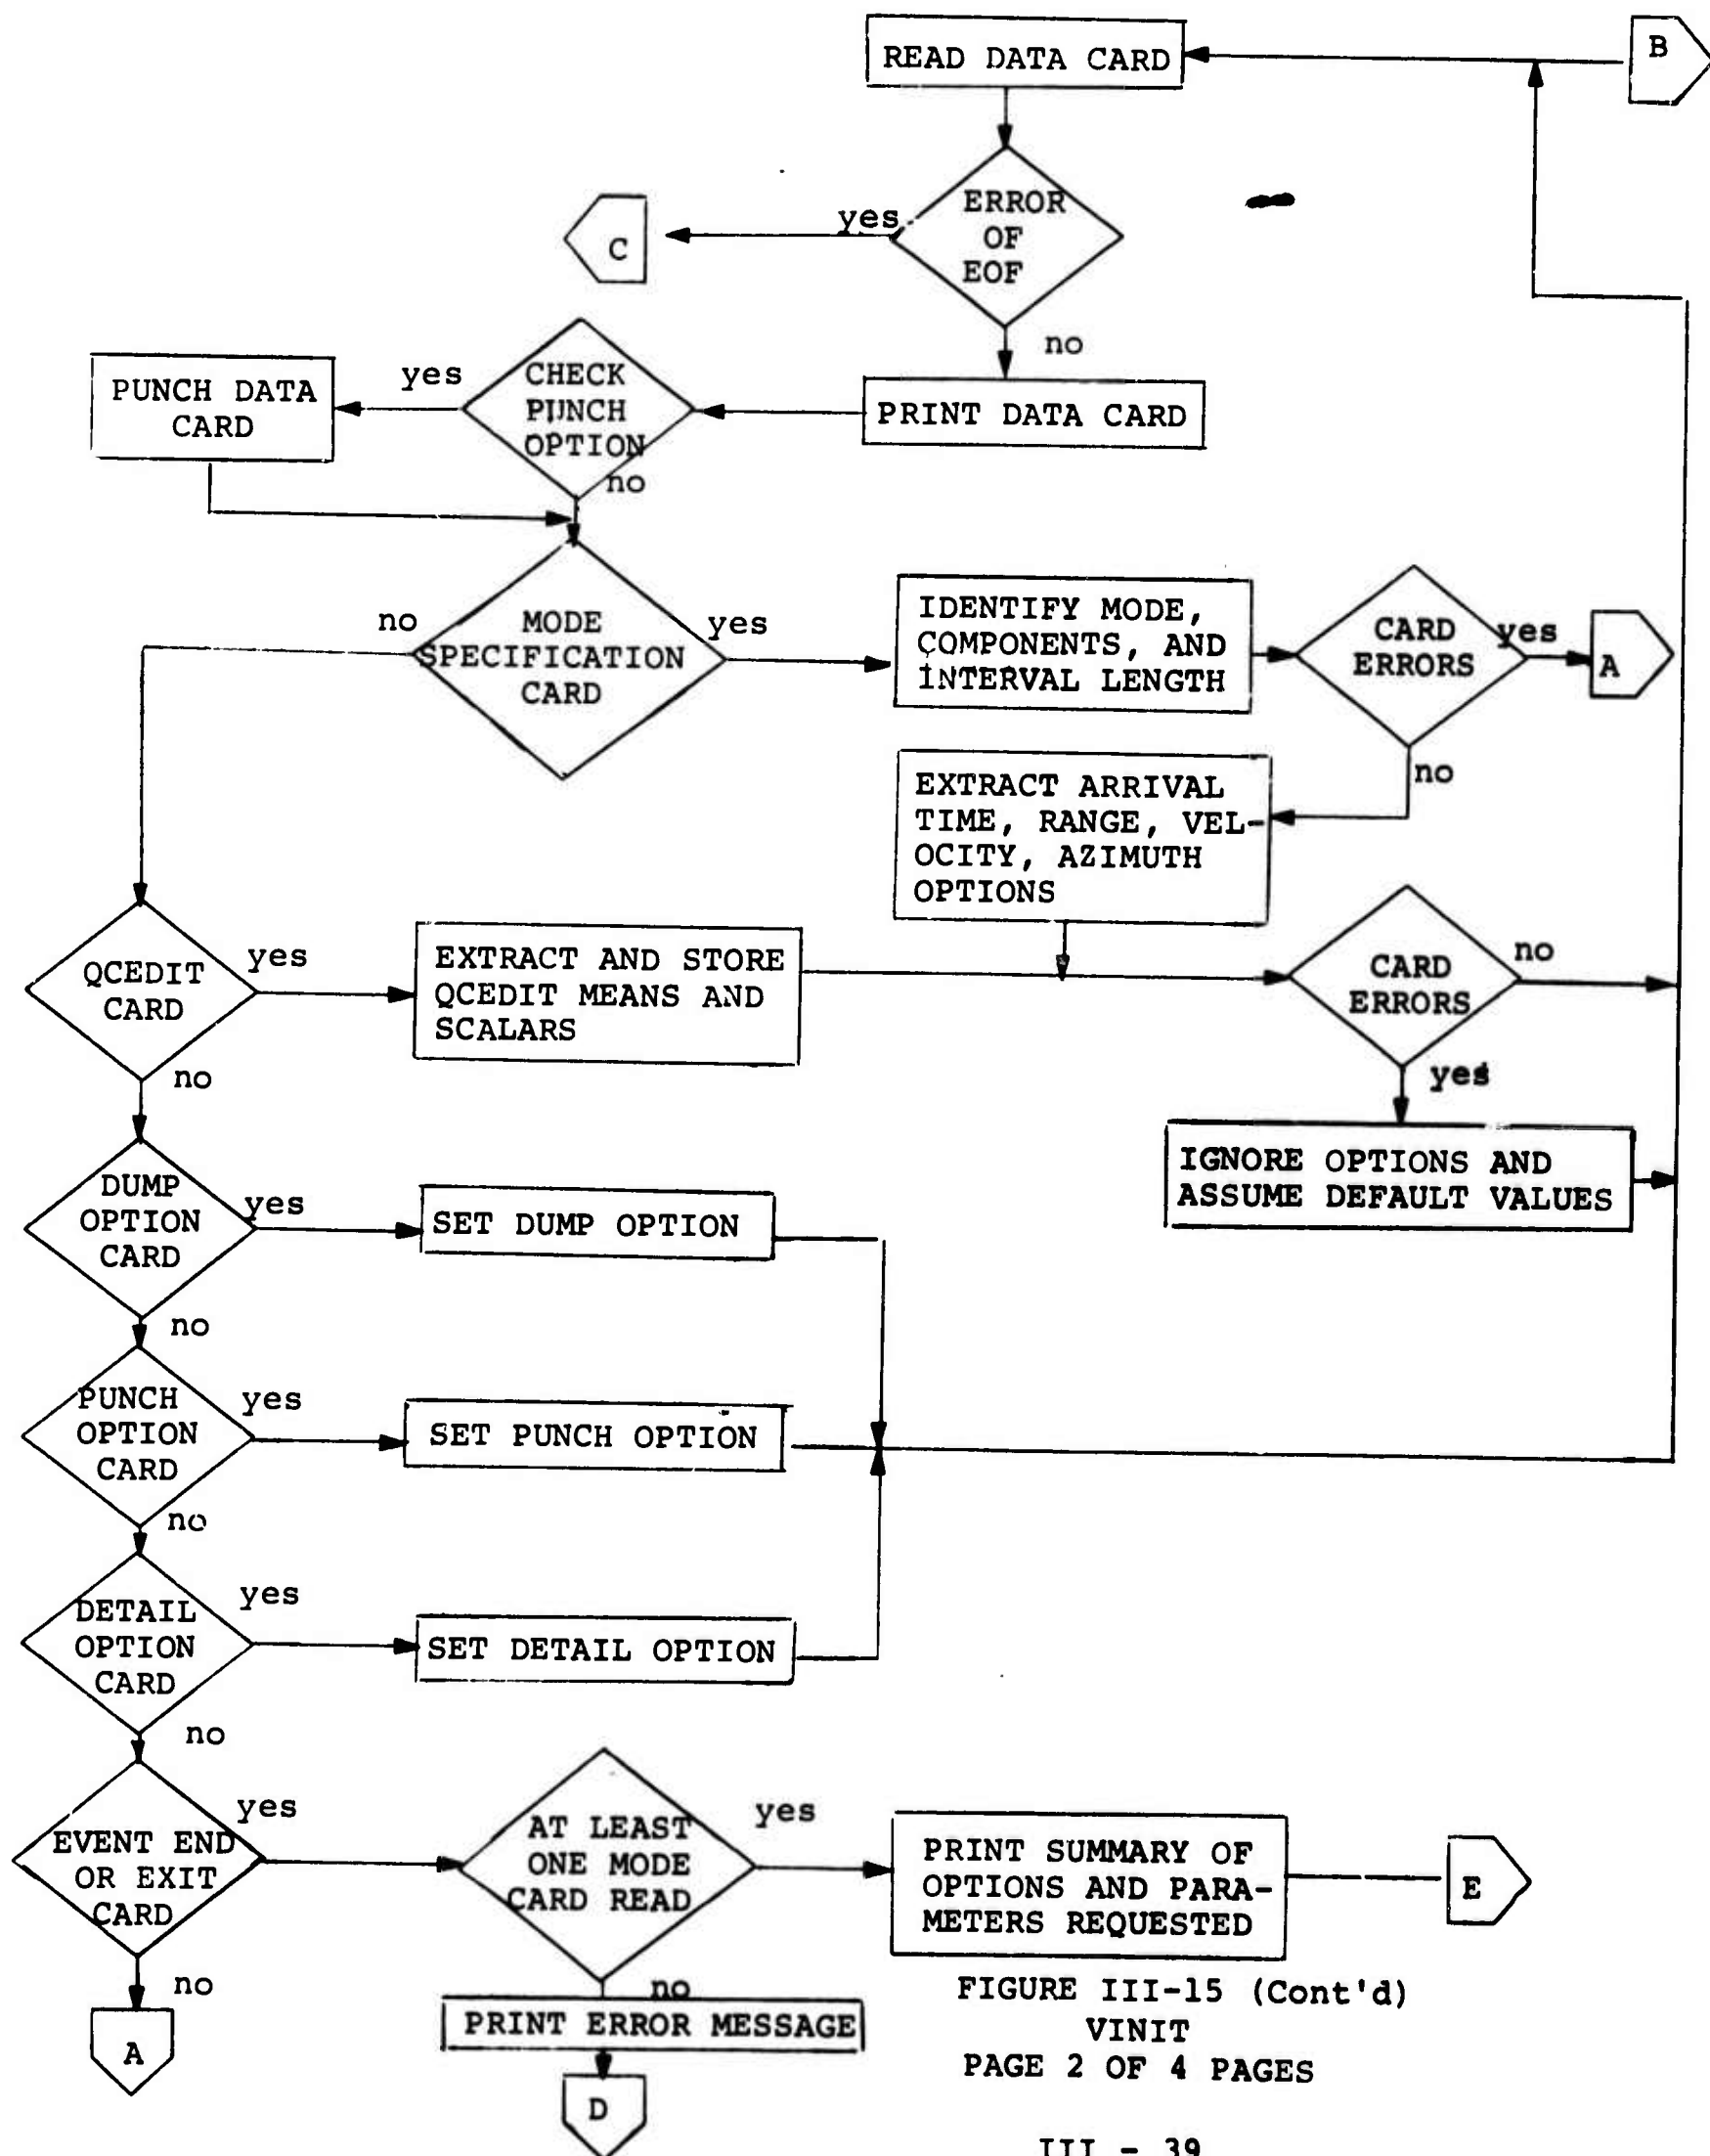 READ DATA CARD
B
ERROR
OF
EOF
yes
C
no
PRINT DATA CARD
CHECK
PUNCH
OPTION
yes
PUNCH DATA
CARD
no
MODE
SPECIFICATION
CARD
no
yes
IDENTIFY MODE,
COMPONENTS, AND
INTERVAL LENGTH
CARD
ERRORS
yes
A
no
EXTRACT ARRIVAL
TIME, RANGE, VEL-
OCITY, AZIMUTH
OPTIONS
QCEDIT
CARD
yes
EXTRACT AND STORE
QCEDIT MEANS AND
SCALARS
CARD
ERRORS
no
yes
IGNORE OPTIONS AND
ASSUME DEFAULT VALUES
no
DUMP
OPTION
CARD
yes
SET DUMP OPTION
no
PUNCH
OPTION
CARD
yes
SET PUNCH OPTION
no
DETAIL
OPTION
CARD
yes
SET DETAIL OPTION
no
EVENT END
OR EXIT
CARD
yes
AT LEAST
ONE MODE
CARD READ
yes
PRINT SUMMARY OF
OPTIONS AND PARA-
METERS REQUESTED
E
no
A
no
PRINT ERROR MESSAGE
D
FIGURE III-15 (Cont'd)
VINIT
PAGE 2 OF 4 PAGES
III - 39